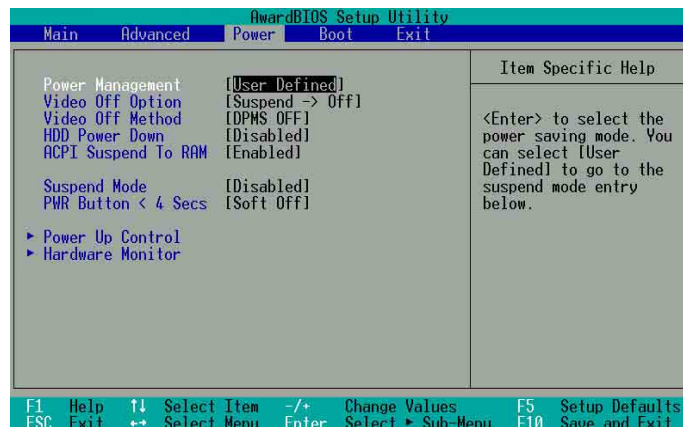 AwardBIOS Setup Utility
Main Advanced Power Boot Exit
Power Management [User Defined]
Video Off Option [Suspend -> Off]
Video Off Method [DPMS OFF]
HDD Power Down [Disabled]
ACPI Suspend To RAM [Enabled]
Suspend Mode [Disabled]
PWR Button < 4 Secs [Soft Off]
▸ Power Up Control
▸ Hardware Monitor
Item Specific Help
<Enter> to select the
power saving mode. You
can select [User
Defined] to go to the
suspend mode entry
below.
F1 Help ↑↓ Select Item -/+ Change Values F5 Setup Defaults
ESC Exit ↔ Select Menu Enter Select ▸ Sub-Menu F10 Save and Exit